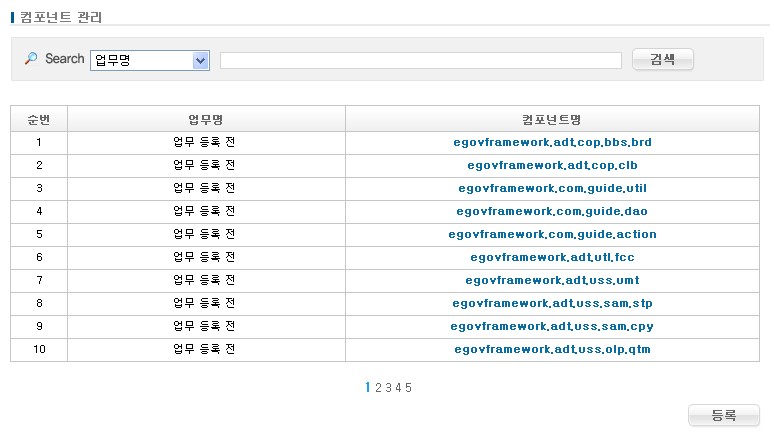 컴포넌트 관리
Search 업무명 검색
순번 업무명 컴포넌트명
1 업무 등록 전 egovframework.adt.cop.bbs.brd
2 업무 등록 전 egovframework.adt.cop.clb
3 업무 등록 전 egovframework.com.guide.util
4 업무 등록 전 egovframework.com.guide.dao
5 업무 등록 전 egovframework.com.guide.action
6 업무 등록 전 egovframework.adt.utl.fcc
7 업무 등록 전 egovframework.adt.uss.umt
8 업무 등록 전 egovframework.adt.uss.sam.stp
9 업무 등록 전 egovframework.adt.uss.sam.cpy
10 업무 등록 전 egovframework.adt.uss.olp.qtm
1 2 3 4 5
등록